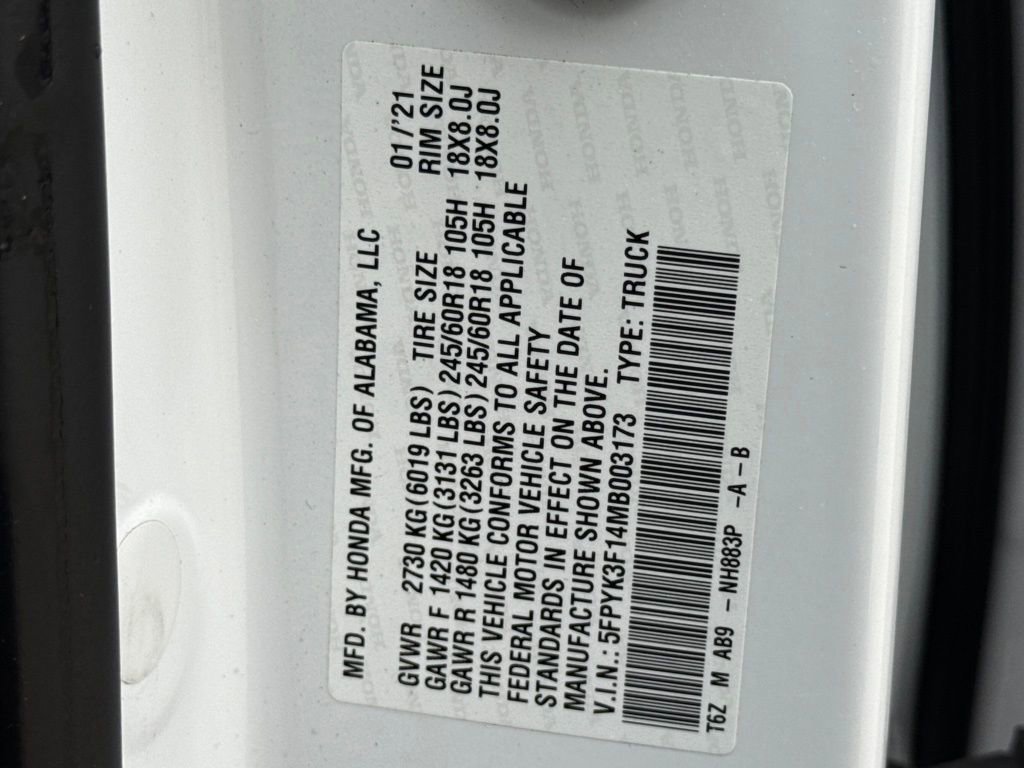 MFD. BY HONDA MFG. OF ALABAMA, LLC 01/'21
GVWR 2730 KG(6019 LBS) TIRE SIZE RIM SIZE
GAWR F 1420 KG(3131 LBS) 245/60R18 105H 18X8.0J
GAWR R 1480 KG(3263 LBS) 245/60R18 105H 18X8.0J
THIS VEHICLE CONFORMS TO ALL APPLICABLE
FEDERAL MOTOR VEHICLE SAFETY
STANDARDS IN EFFECT ON THE DATE OF
MANUFACTURE SHOWN ABOVE.
V.I.N.: 5FPYK3F14MB003173 TYPE: TRUCK
T6Z M AB9 - NH883P -A-B